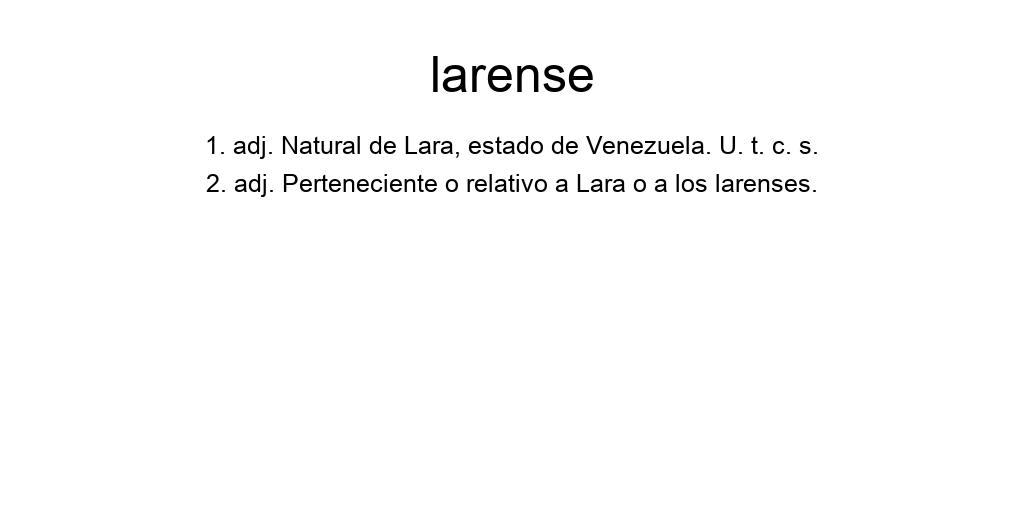 larense
1. adj. Natural de Lara, estado de Venezuela. U. t. c. s.
2. adj. Perteneciente o relativo a Lara o a los larenses.